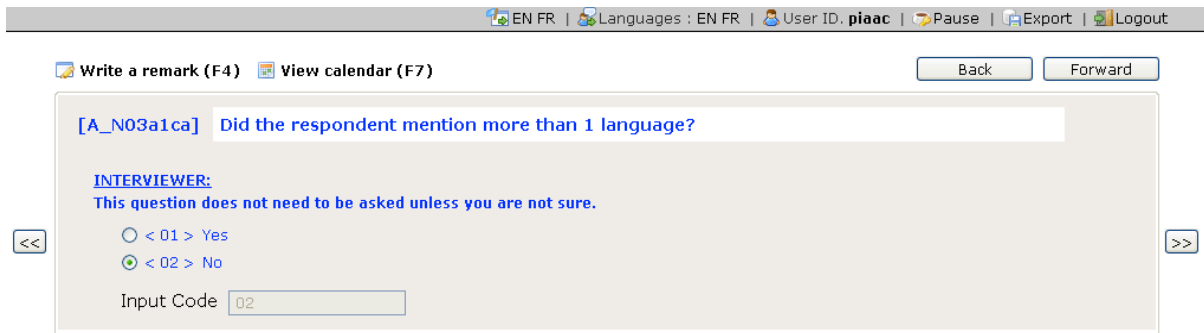 EN FR | Languages : EN FR | User ID. piaac | Pause | Export | Logout
Write a remark (F4) View calendar (F7) Back Forward
[A_N03a1ca] Did the respondent mention more than 1 language?
INTERVIEWER:
This question does not need to be asked unless you are not sure.
< 01 > Yes
<< >>
< 02 > No
Input Code 02